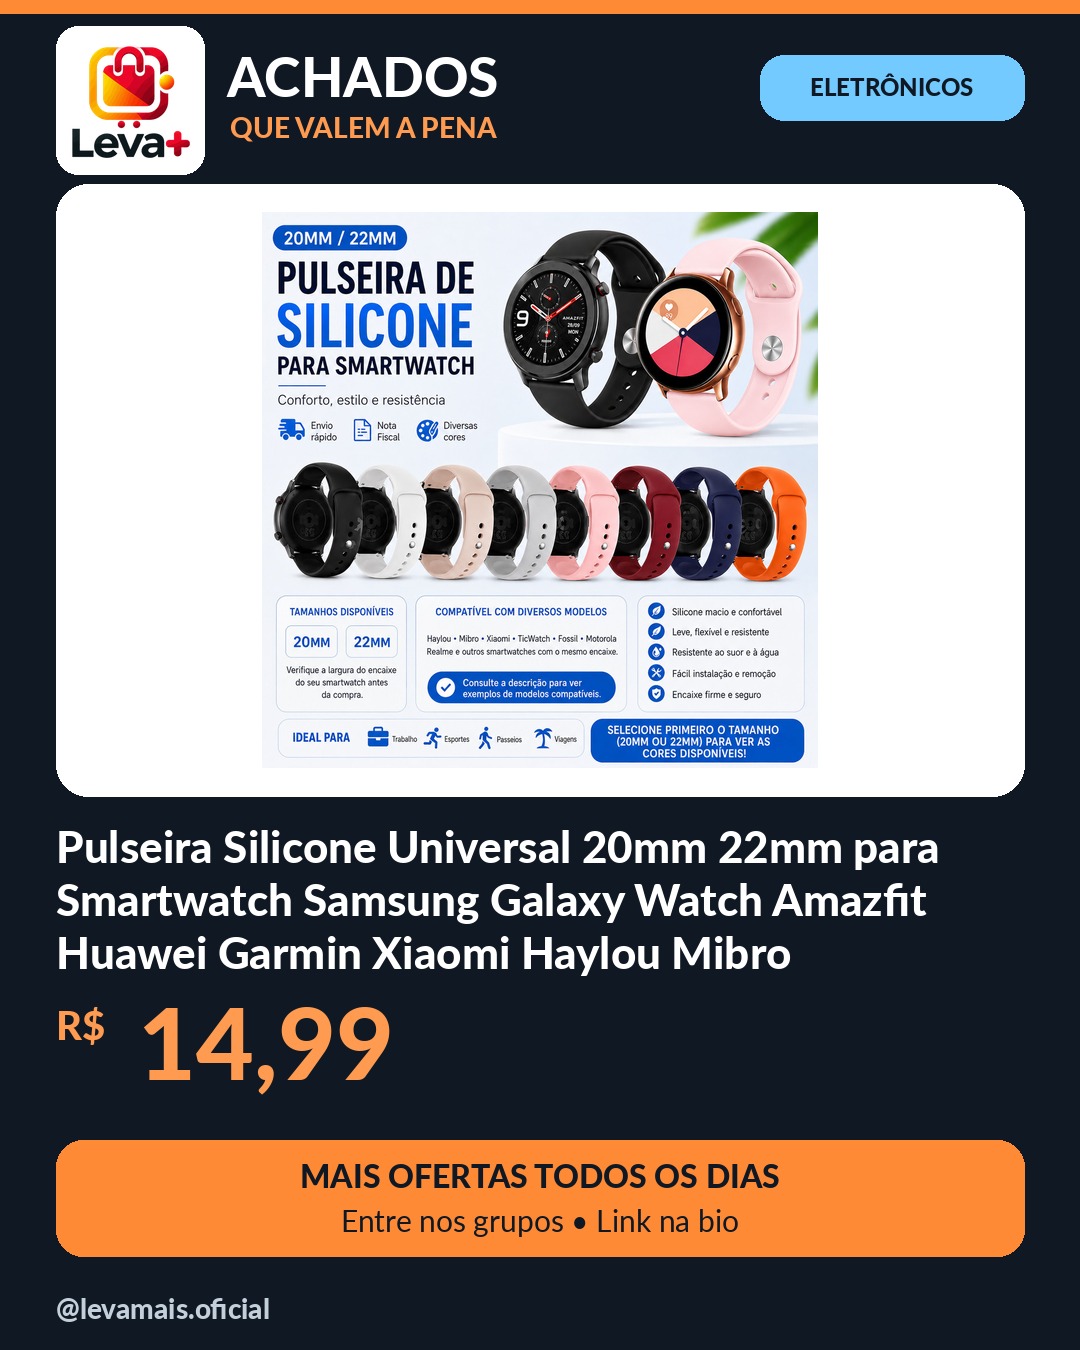 Leva+
ACHADOS
QUE VALEM A PENA
ELETRÔNICOS
20MM / 22MM
PULSEIRA DE
SILICONE
PARA SMARTWATCH
Conforto, estilo e resistência
Envio rápido
Nota Fiscal
Diversas cores
9
AMAZFIT
28/09
MON
TAMANHOS DISPONÍVEIS
20MM
22MM
Verifique a largura do encaixe
do seu smartwatch antes
da compra.
COMPATÍVEL COM DIVERSOS MODELOS
Haylou • Mibro • Xiaomi • TicWatch • Fossil • Motorola
Realme e outros smartwatches com o mesmo encaixe.
Consulte a descrição para ver
exemplos de modelos compatíveis.
Silicone macio e confortável
Leve, flexível e resistente
Resistente ao suor e à água
Fácil instalação e remoção
Encaixe firme e seguro
IDEAL PARA
Trabalho
Esportes
Passeios
Viagens
SELECIONE PRIMEIRO O TAMANHO
(20MM OU 22MM) PARA VER AS
CORES DISPONÍVEIS!
Pulseira Silicone Universal 20mm 22mm para
Smartwatch Samsung Galaxy Watch Amazfit
Huawei Garmin Xiaomi Haylou Mibro
R$ 14,99
MAIS OFERTAS TODOS OS DIAS
Entre nos grupos • Link na bio
@levamais.oficial